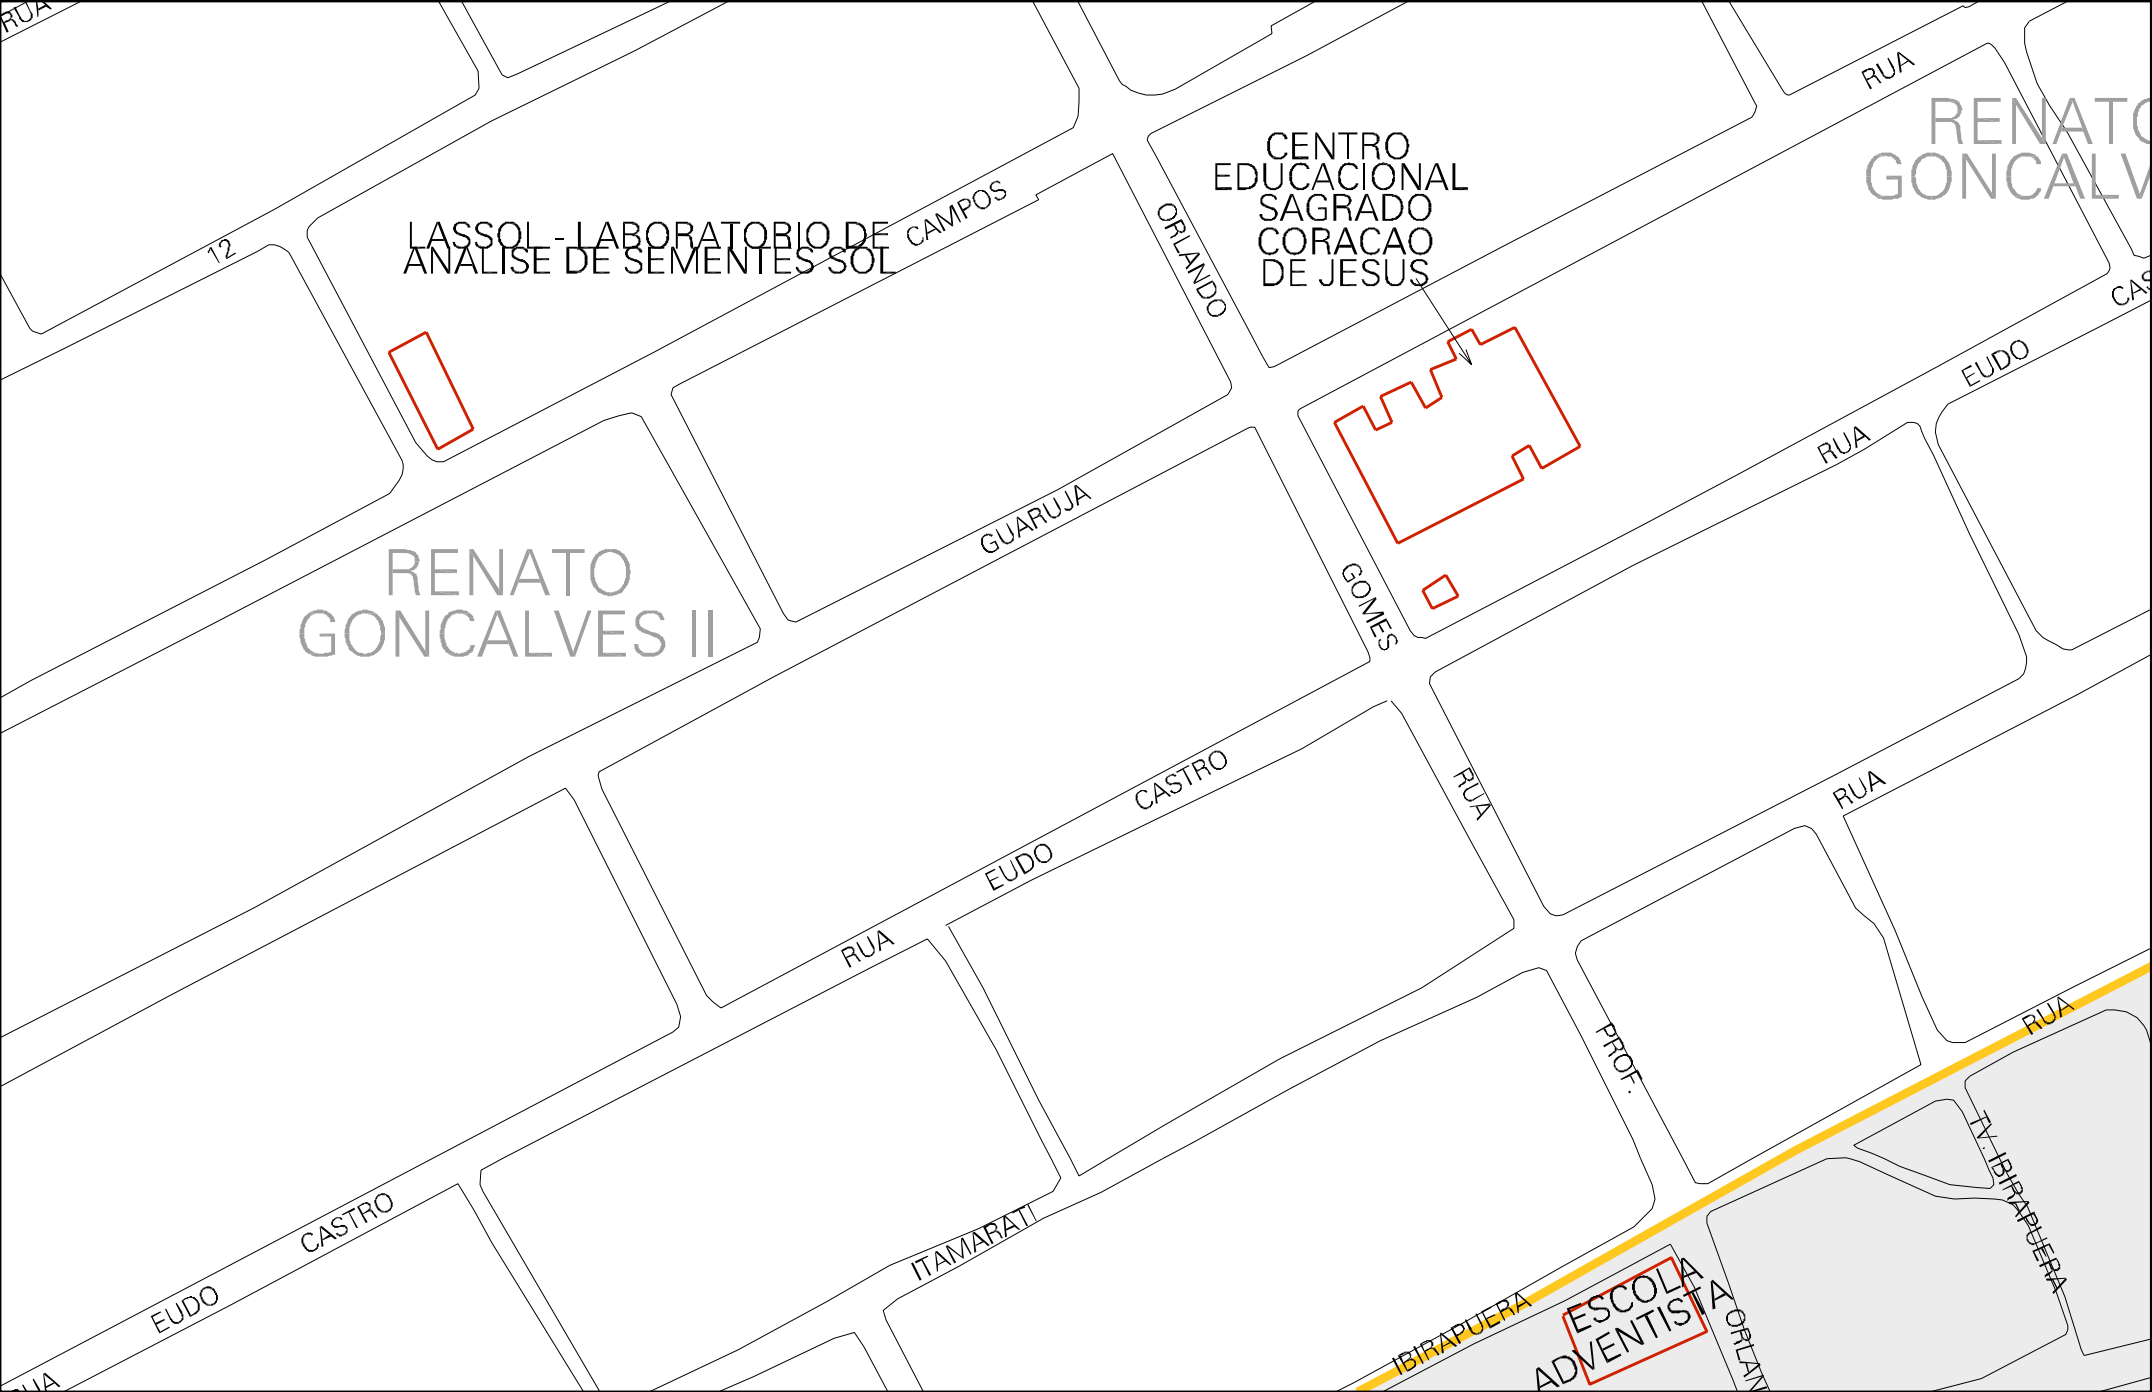 RUA
RUA
RENATO
GONCALV
CENTRO
EDUCACIONAL
SAGRADO
CORACAO
DE JESUS
12
LASSOL - LABORATORIO DE
ANALISE DE SEMENTES SOL
CAMPOS
ORLANDO
CAS
EUDO
RUA
GUARUJA
RENATO
GONCALVES II
GOMES
CASTRO
RUA
RUA
EUDO
RUA
RUA
PROF.
TV. IBIRAPUERA
CASTRO
ITAMARATI
EUDO
IBIRAPUERA
ESCOLA
ADVENTISTA
ORLAN
UA